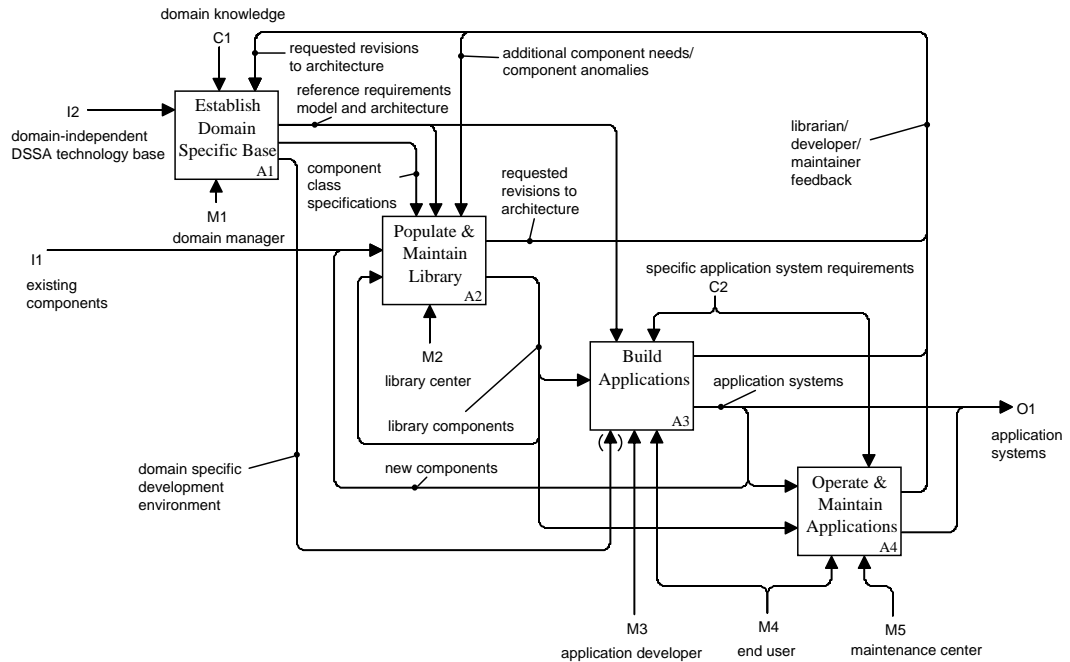 domain knowledge
C1
requested revisions
to architecture
additional component needs/
component anomalies
reference requirements
model and architecture
I2
domain-independent
DSSA technology base
Establish
Domain
Specific Base
A1
librarian/
developer/
maintainer
feedback
component
class
specifications
requested
revisions to
architecture
M1
domain manager
I1
existing
components
Populate &
Maintain
Library
A2
specific application system requirements
C2
M2
library center
Build
Applications
A3
application systems
O1
application
systems
library components
( )
domain specific
development
environment
new components
Operate &
Maintain
Applications
A4
M3
application developer
M4
end user
M5
maintenance center